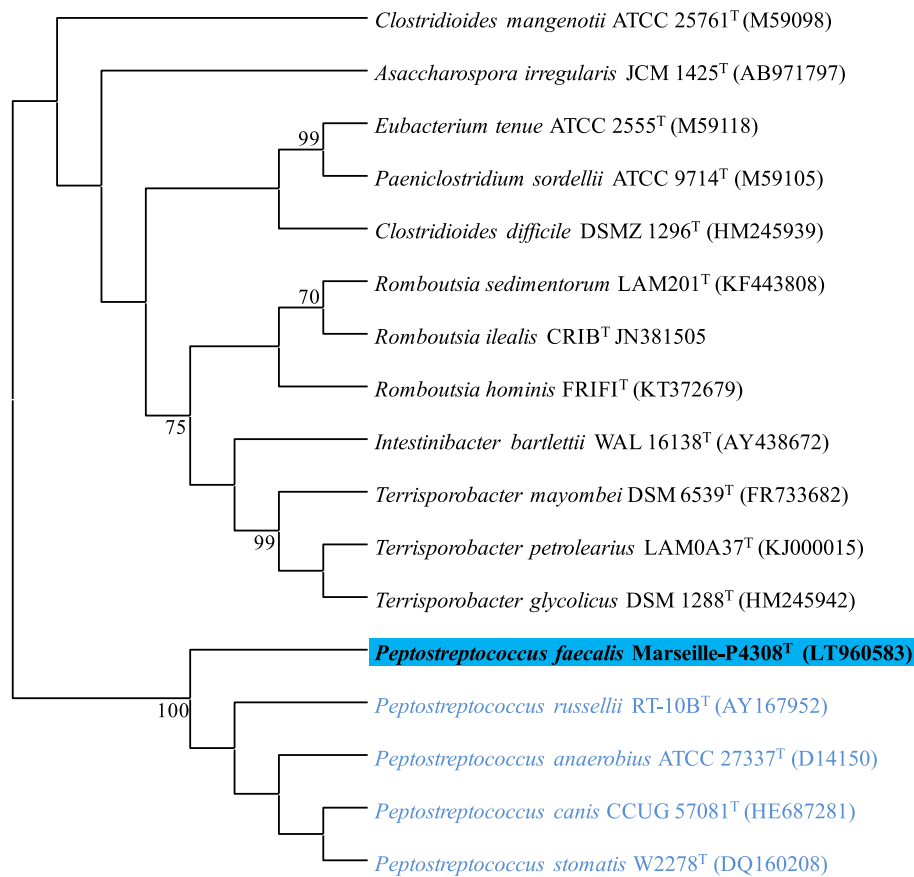 Clostridioides mangenotii ATCC 25761ᵀ (M59098)
Asaccharospora irregularis JCM 1425ᵀ (AB971797)
99
Eubacterium tenue ATCC 2555ᵀ (M59118)
Paeniclostridium sordellii ATCC 9714ᵀ (M59105)
Clostridioides difficile DSMZ 1296ᵀ (HM245939)
70
Romboutsia sedimentorum LAM201ᵀ (KF443808)
Romboutsia ilealis CRIBᵀ JN381505
Romboutsia hominis FRIFIᵀ (KT372679)
75
Intestinibacter bartlettii WAL 16138ᵀ (AY438672)
Terrisporobacter mayombei DSM 6539ᵀ (FR733682)
99
Terrisporobacter petrolearius LAM0A37ᵀ (KJ000015)
Terrisporobacter glycolicus DSM 1288ᵀ (HM245942)
Peptostreptococcus faecalis Marseille-P4308ᵀ (LT960583)
100
Peptostreptococcus russellii RT-10Bᵀ (AY167952)
Peptostreptococcus anaerobius ATCC 27337ᵀ (D14150)
Peptostreptococcus canis CCUG 57081ᵀ (HE687281)
Peptostreptococcus stomatis W2278ᵀ (DQ160208)